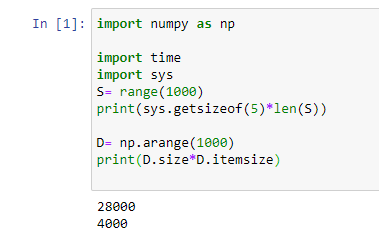 In [1]: import numpy as np
import time
import sys
S= range(1000)
print(sys.getsizeof(5)*len(S))
D= np.arange(1000)
print(D.size*D.itemsize)
28000
4000